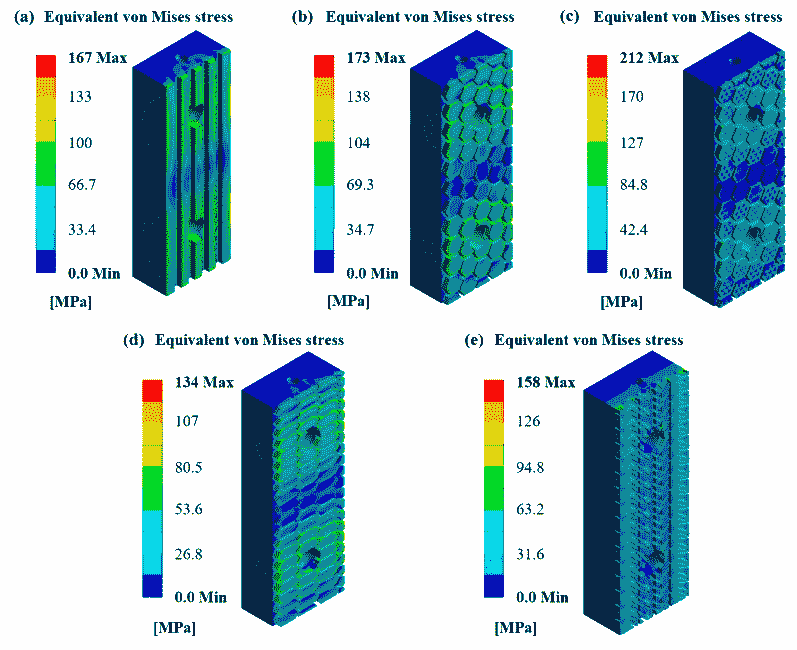 (a) Equivalent von Mises stress
167 Max
133
100
66.7
33.4
0.0 Min
[MPa]
(b) Equivalent von Mises stress
173 Max
138
104
69.3
34.7
0.0 Min
[MPa]
(c) Equivalent von Mises stress
212 Max
170
127
84.8
42.4
0.0 Min
[MPa]
(d) Equivalent von Mises stress
134 Max
107
80.5
53.6
26.8
0.0 Min
[MPa]
(e) Equivalent von Mises stress
158 Max
126
94.8
63.2
31.6
0.0 Min
[MPa]